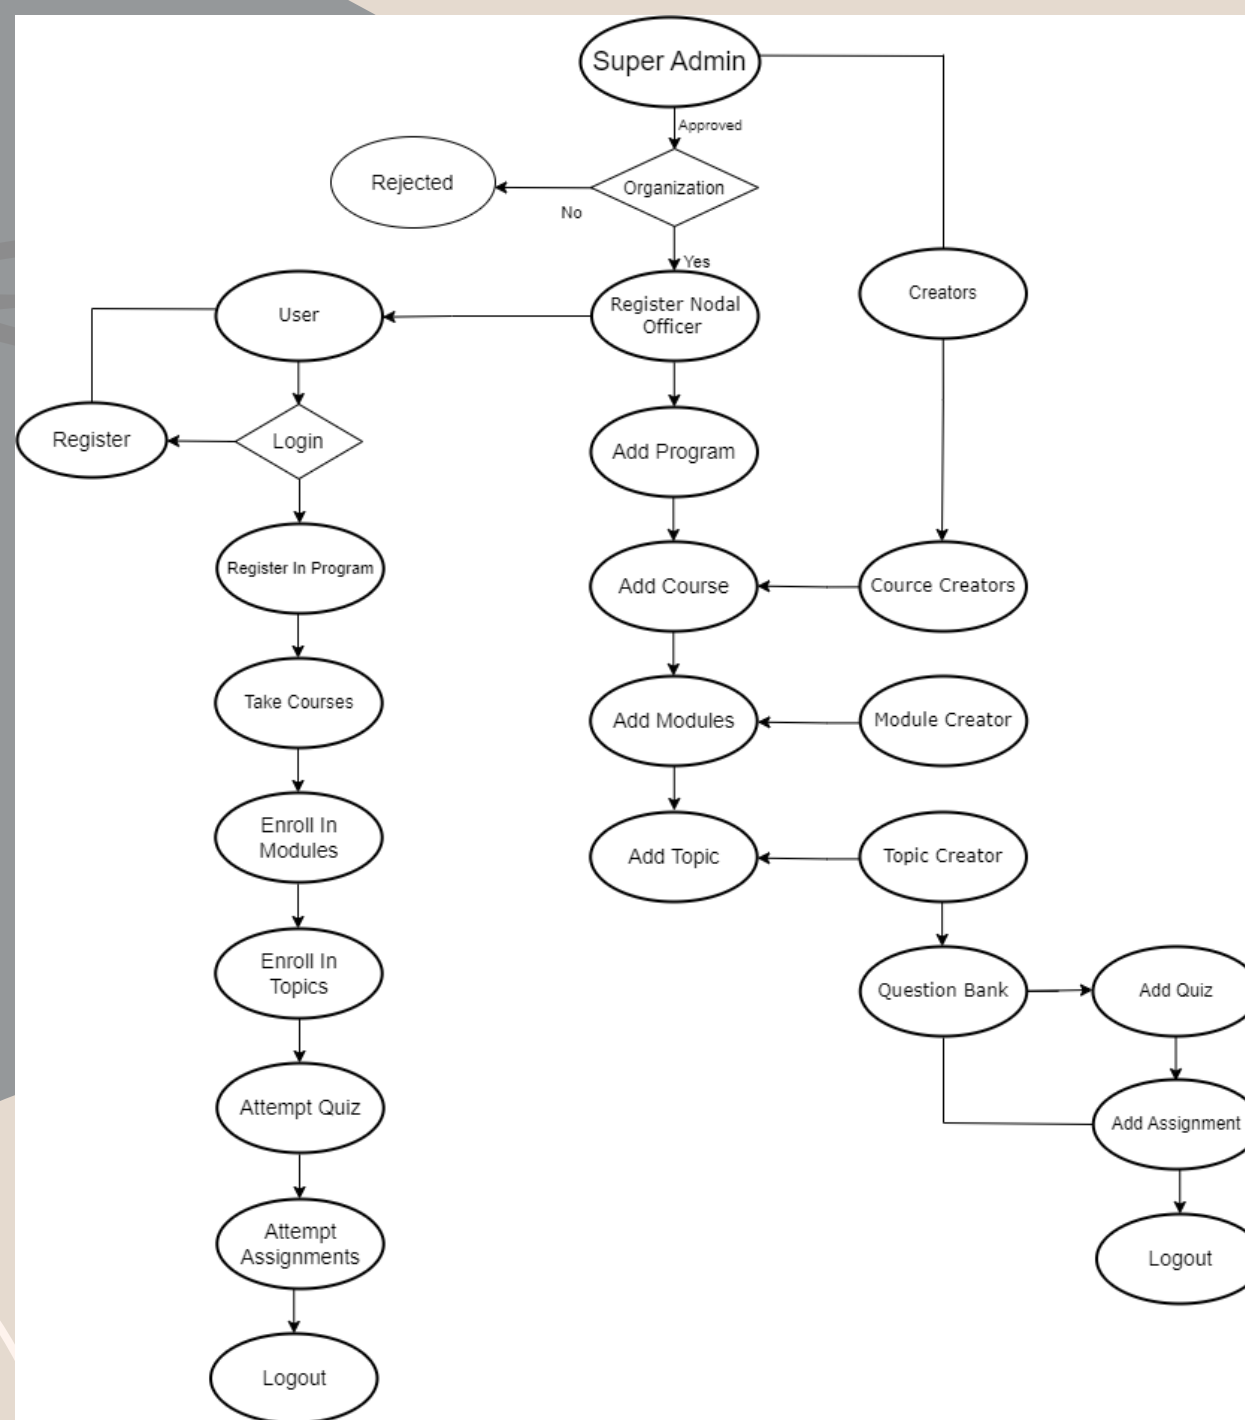 Super Admin
Approved
Rejected
Organization
No
Yes
User
Register Nodal
Officer
Creators
Register
Login
Add Program
Register In Program
Add Course
Cource Creators
Take Courses
Add Modules
Module Creator
Enroll In
Modules
Add Topic
Topic Creator
Enroll In
Topics
Question Bank
Add Quiz
Attempt Quiz
Add Assignment
Attempt
Assignments
Logout
Logout